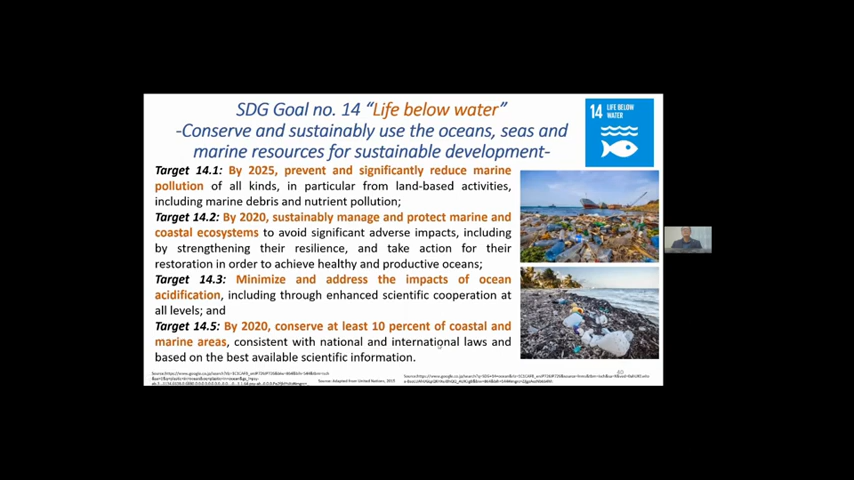 SDG Goal no. 14 “Life below water”
-Conserve and sustainably use the oceans, seas and
marine resources for sustainable development-
14 LIFE BELOW
WATER
Target 14.1: By 2025, prevent and significantly reduce marine
pollution of all kinds, in particular from land-based activities,
including marine debris and nutrient pollution;
Target 14.2: By 2020, sustainably manage and protect marine and
coastal ecosystems to avoid significant adverse impacts, including
by strengthening their resilience, and take action for their
restoration in order to achieve healthy and productive oceans;
Target 14.3: Minimize and address the impacts of ocean
acidification, including through enhanced scientific cooperation at
all levels; and
Target 14.5: By 2020, conserve at least 10 percent of coastal and
marine areas, consistent with national and international laws and
based on the best available scientific information.
Source: Adapted from United Nations, 2015